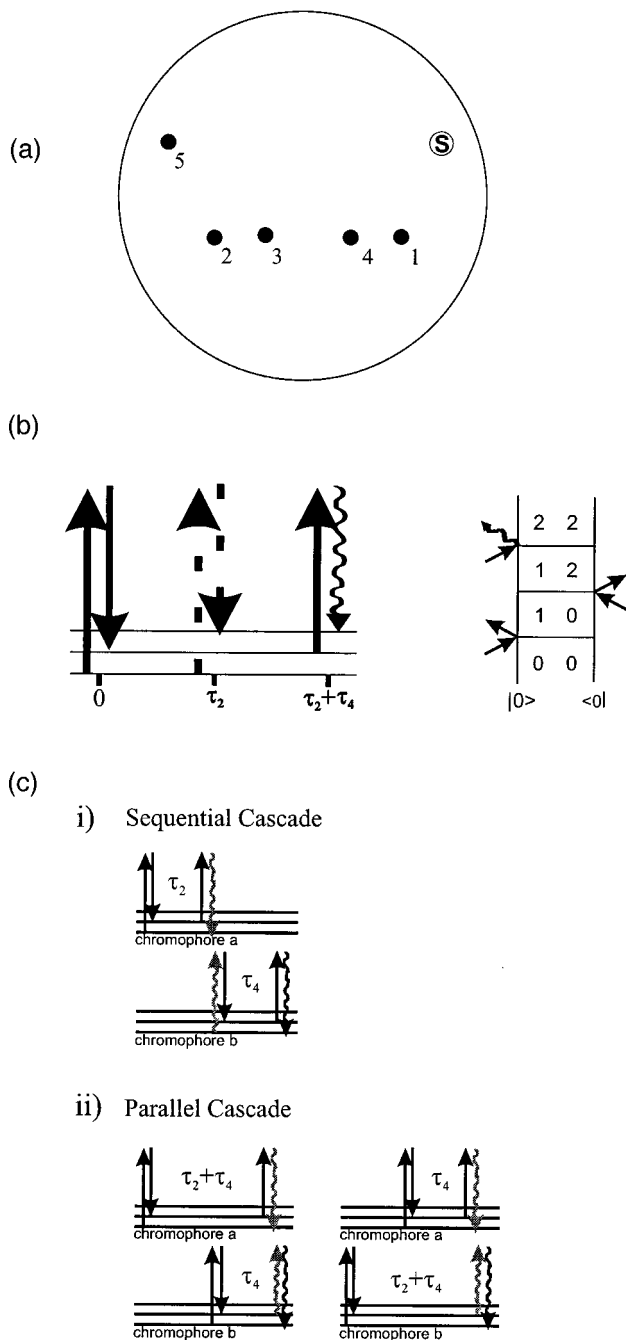 (a)
S
5
2 3 4 1
(b)
0 τ₂ τ₂+τ₄
2 2
1 2
1 0
0 0
|0> <0|
(c)
i) Sequential Cascade
τ₂
chromophore a
τ₄
chromophore b
ii) Parallel Cascade
τ₂+τ₄ τ₄
chromophore a chromophore a
τ₄ τ₂+τ₄
chromophore b chromophore b